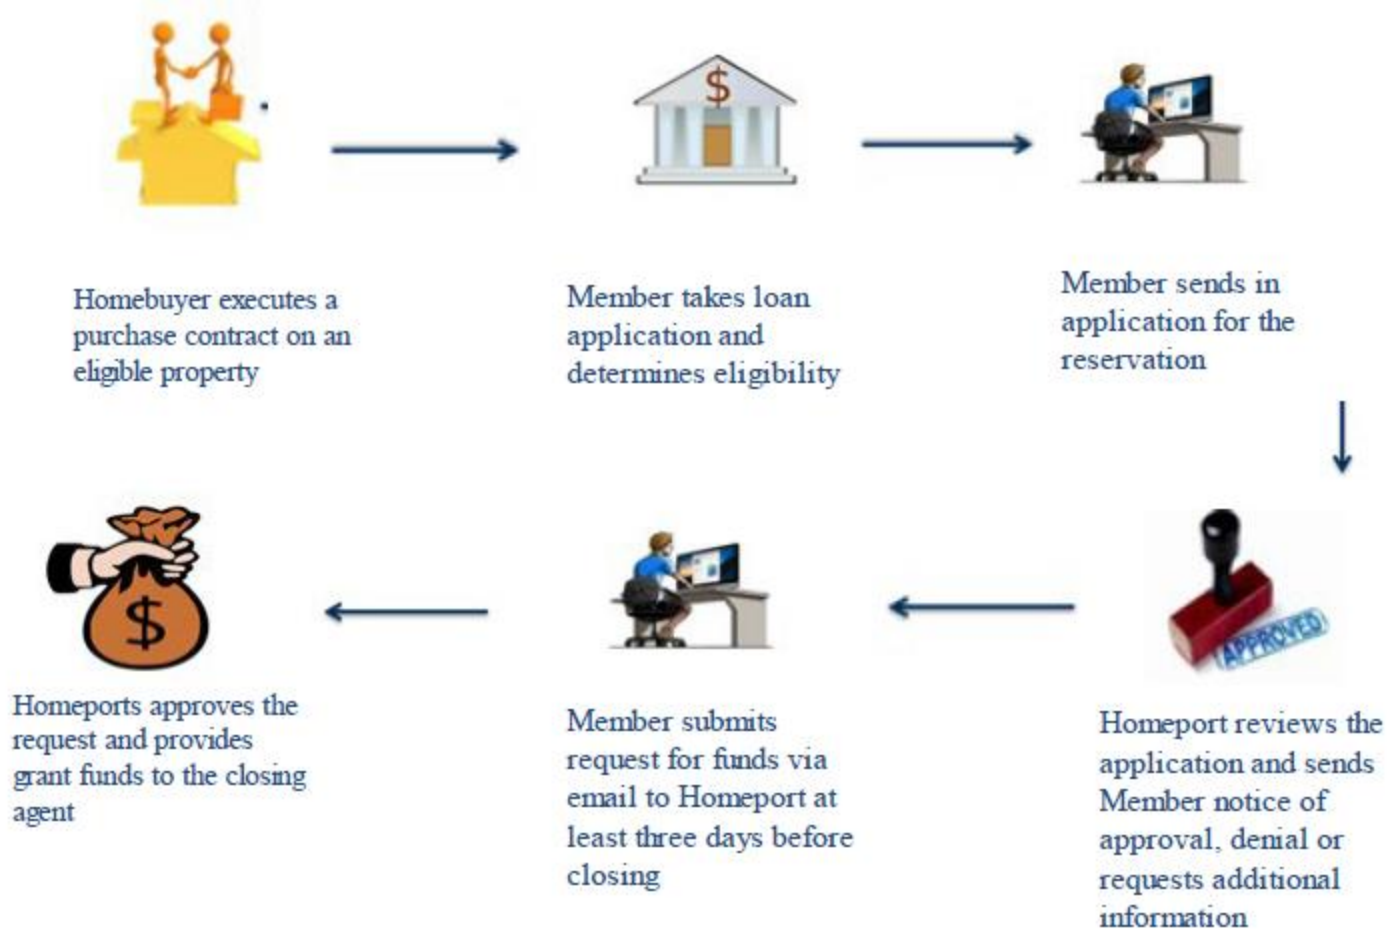 $
Homebuyer executes a
purchase contract on an
eligible property
Member takes loan
application and
determines eligibility
Member sends in
application for the
reservation
APPROVED
Homeport reviews the
application and sends
Member notice of
approval, denial or
requests additional
information
Member submits
request for funds via
email to Homeport at
least three days before
closing
$
Homeports approves the
request and provides
grant funds to the closing
agent